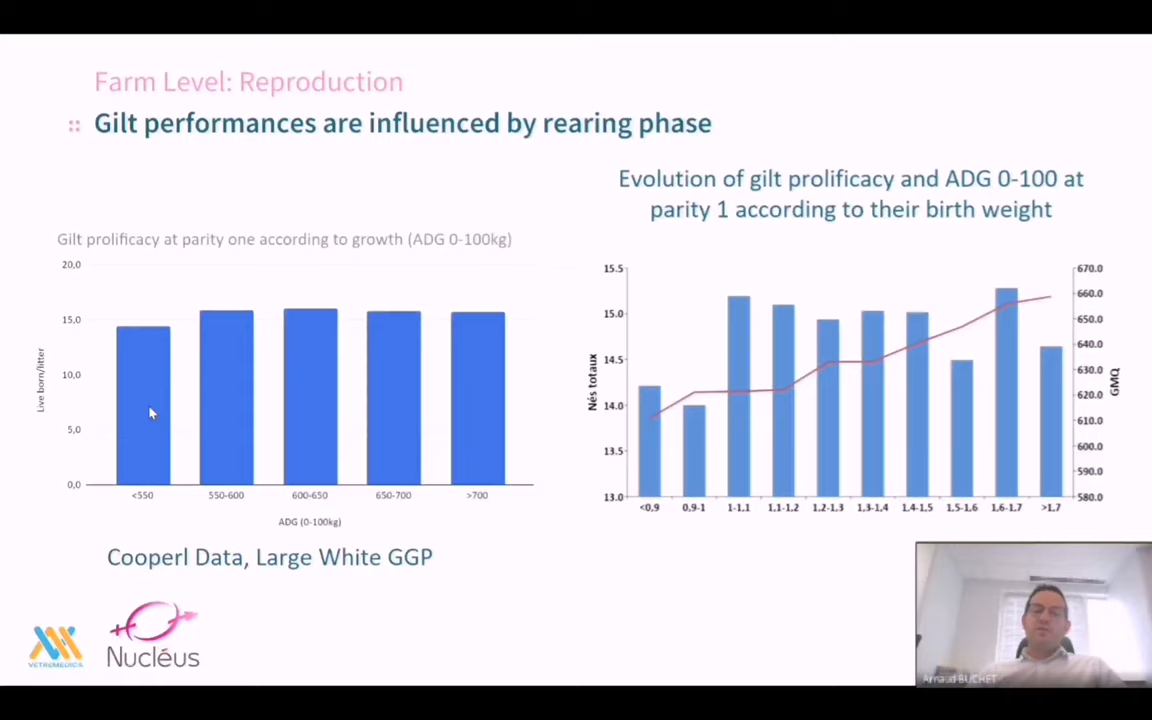 Farm Level: Reproduction
Gilt performances are influenced by rearing phase
Gilt prolificacy at parity one according to growth (ADG 0-100kg)
20,0
15,0
10,0
5,0
0,0
Live born/litter
<550
550-600
600-650
650-700
>700
ADG (0-100kg)
Cooperl Data, Large White GGP
Evolution of gilt prolificacy and ADG 0-100 at
parity 1 according to their birth weight
15.5
15.0
14.5
14.0
13.5
13.0
Nés totaux
670.0
660.0
650.0
640.0
630.0
620.0
610.0
600.0
590.0
580.0
GMQ
<0,9
0,9-1
1-1,1
1,1-1,2
1,2-1,3
1,3-1,4
1,4-1,5
1,5-1,6
1,6-1,7
>1,7
VETREMEDICA
Nucléus
Arnaud BUCHET